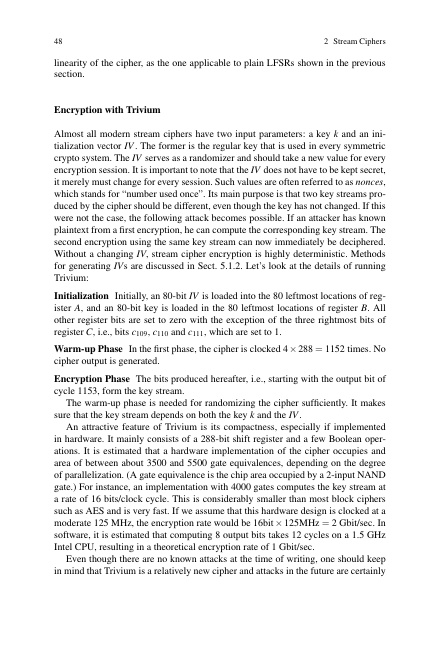 48
2 Stream Ciphers
linearity of the cipher, as the one applicable to plain LFSRs shown in the previous
section.
Encryption with Trivium
Almost all modern stream ciphers have two input parameters: a key k and an ini-
tialization vector IV. The former is the regular key that is used in every symmetric
crypto system. The IV serves as a randomizer and should take a new value for every
encryption session. It is important to note that the IV does not have to be kept secret,
it merely must change for every session. Such values are often referred to as nonces,
which stands for “number used once”. Its main purpose is that two key streams pro-
duced by the cipher should be different, even though the key has not changed. If this
were not the case, the following attack becomes possible. If an attacker has known
plaintext from a first encryption, he can compute the corresponding key stream. The
second encryption using the same key stream can now immediately be deciphered.
Without a changing IV, stream cipher encryption is highly deterministic. Methods
for generating IVs are discussed in Sect. 5.1.2. Let’s look at the details of running
Trivium:
Initialization Initially, an 80-bit IV is loaded into the 80 leftmost locations of reg-
ister A, and an 80-bit key is loaded in the 80 leftmost locations of register B. All
other register bits are set to zero with the exception of the three rightmost bits of
register C, i.e., bits c109, c110 and c111, which are set to 1.
Warm-up Phase In the first phase, the cipher is clocked 4 × 288 = 1152 times. No
cipher output is generated.
Encryption Phase The bits produced hereafter, i.e., starting with the output bit of
cycle 1153, form the key stream.
The warm-up phase is needed for randomizing the cipher sufficiently. It makes
sure that the key stream depends on both the key k and the IV.
An attractive feature of Trivium is its compactness, especially if implemented
in hardware. It mainly consists of a 288-bit shift register and a few Boolean oper-
ations. It is estimated that a hardware implementation of the cipher occupies and
area of between about 3500 and 5500 gate equivalences, depending on the degree
of parallelization. (A gate equivalence is the chip area occupied by a 2-input NAND
gate.) For instance, an implementation with 4000 gates computes the key stream at
a rate of 16 bits/clock cycle. This is considerably smaller than most block ciphers
such as AES and is very fast. If we assume that this hardware design is clocked at a
moderate 125 MHz, the encryption rate would be 16bit × 125MHz = 2 Gbit/sec. In
software, it is estimated that computing 8 output bits takes 12 cycles on a 1.5 GHz
Intel CPU, resulting in a theoretical encryption rate of 1 Gbit/sec.
Even though there are no known attacks at the time of writing, one should keep
in mind that Trivium is a relatively new cipher and attacks in the future are certainly